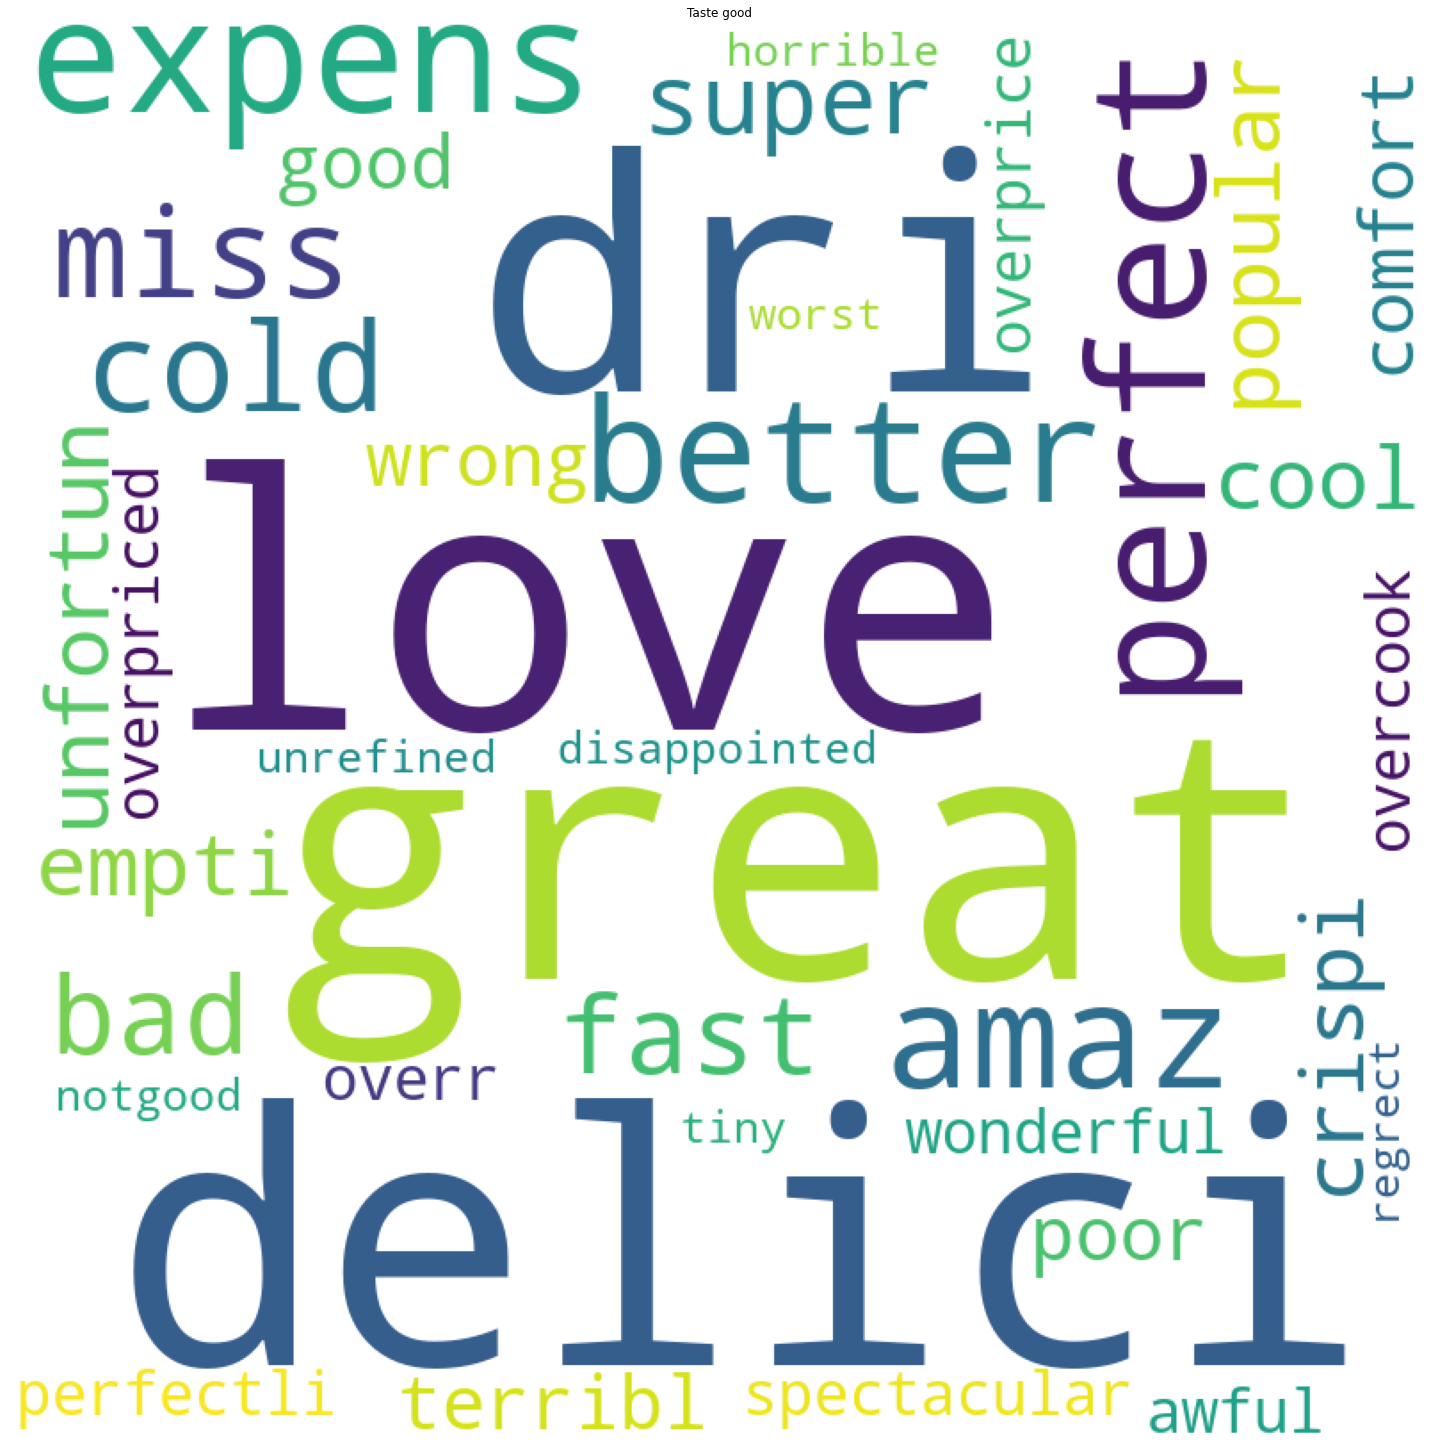 Taste good
expens
horrible
super
overprice
perfect
popular
comfort
good
dri
miss
worst
cold
better
wrong
cool
unfortun
overpriced
love
overcook
unrefined
disappointed
great
empti
crispi
bad
fast
amaz
overr
notgood
regrect
tiny
wonderful
delici
poor
perfectli
terribl
spectacular
awful